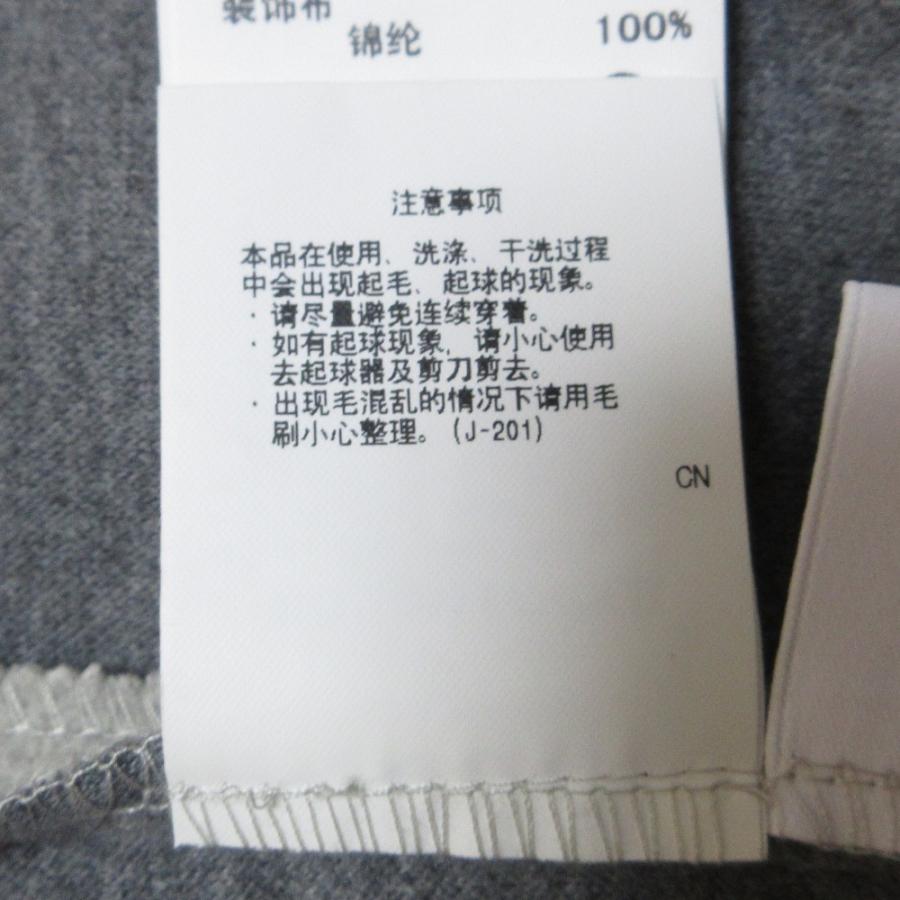 装饰布
锦纶 100%
注意事项
本品在使用、洗涤、干洗过程
中会出现起毛、起球的现象。
·请尽量避免连续穿着。
·如有起球现象,请小心使用
去起球器及剪刀剪去。
·出现毛混乱的情况下请用毛
刷小心整理。(J-201)
CN